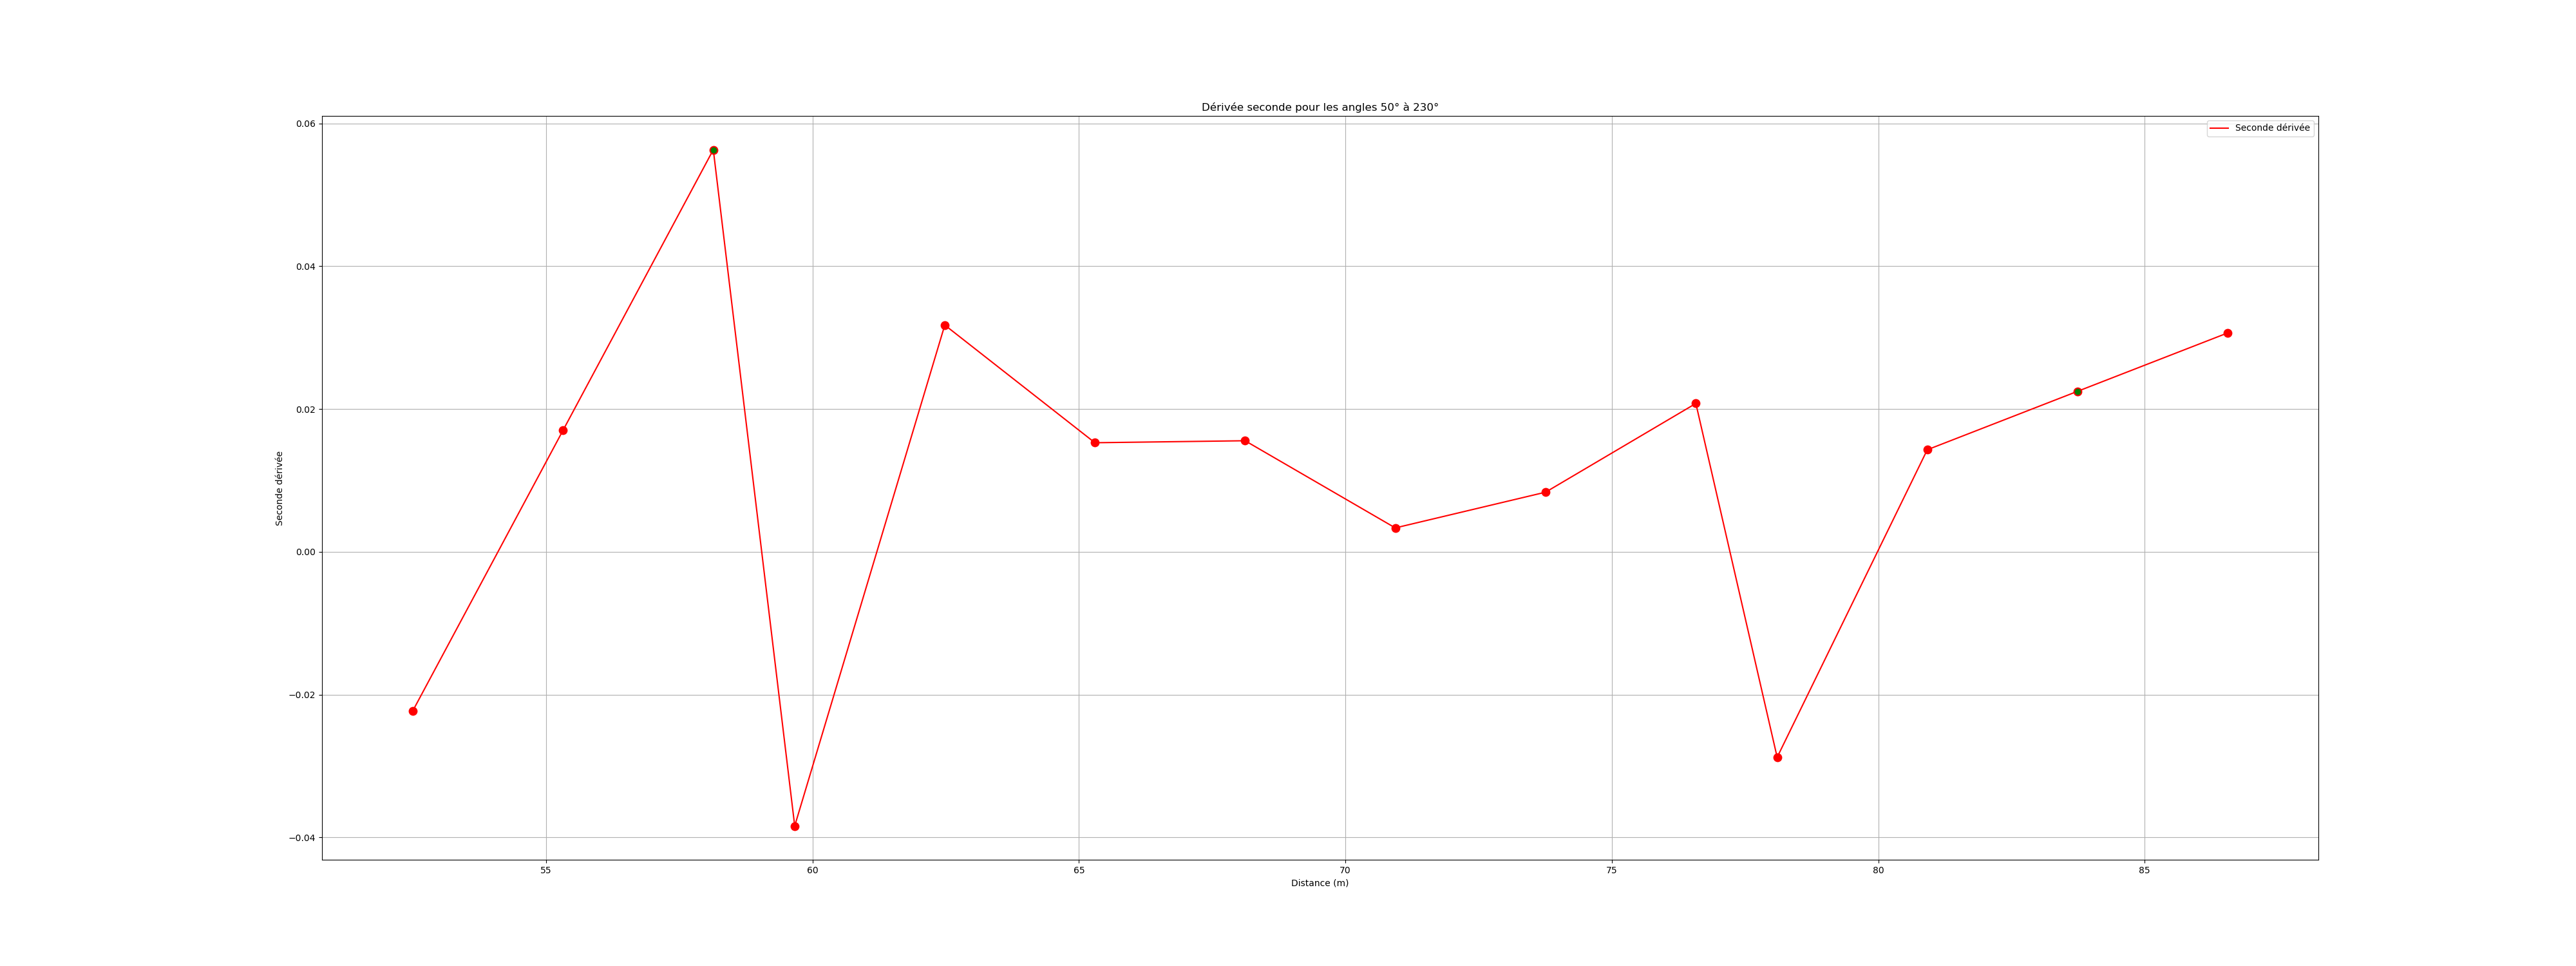 Dérivée seconde pour les angles 50° à 230°
Seconde dérivée
0.06
0.04
0.02
0.00
−0.02
−0.04
Seconde dérivée
55 60 65 70 75 80 85
Distance (m)